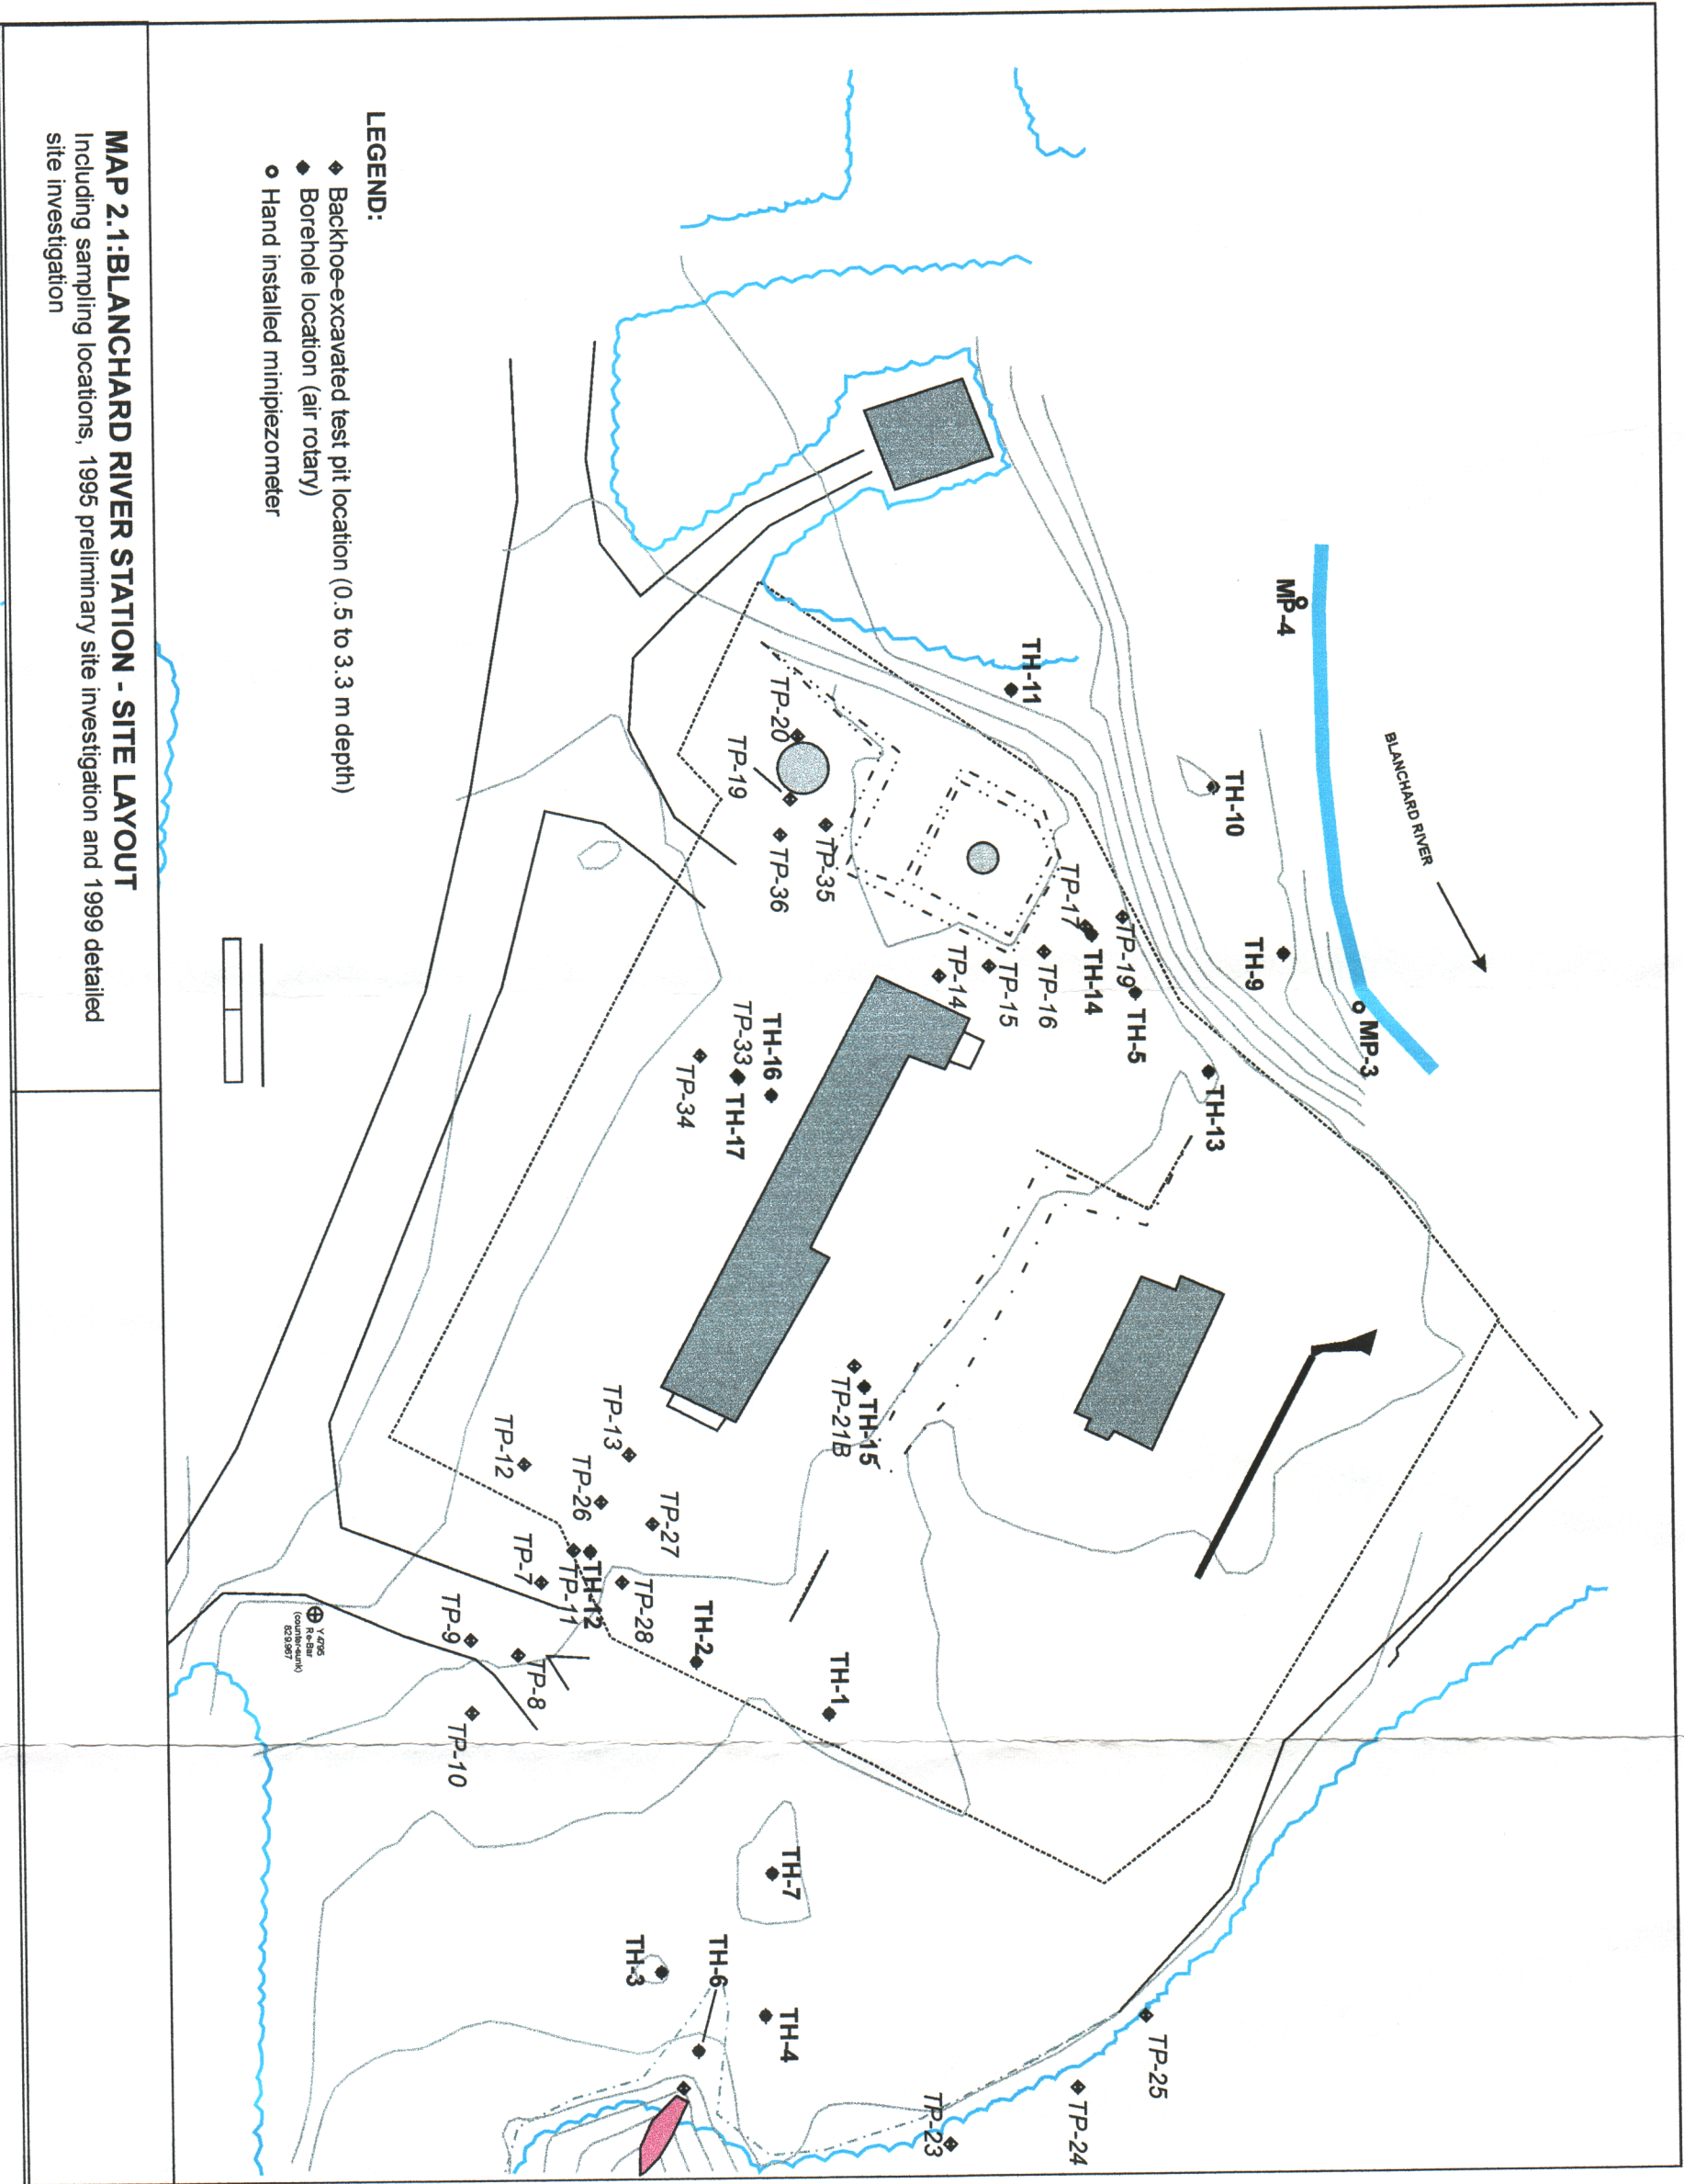 MAP 2.1:BLANCHARD RIVER STATION - SITE LAYOUT
Including sampling locations, 1995 preliminary site investigation and 1999 detailed
site investigation
LEGEND:
Backhoe-excavated test pit location (0.5 to 3.3 m depth)
Borehole location (air rotary)
Hand installed minipiezometer
BLANCHARD RIVER
MP-4
MP-3
TH-11
TH-10
TH-9
TP-20
TP-19
TP-36
TP-35
TP-17
TP-19
TH-14
TH-5
TP-16
TP-15
TP-14
TH-13
TH-16
TP-33
TH-17
TP-34
TH-15
TP-21B
TP-13
TP-12
TP-26
TP-27
TP-7
TP-11
TH-12
TP-28
TH-2
TH-1
TP-9
TP-8
TP-10
Y 4795
Re-Bar
(counter-sunk)
829.967
TH-7
TH-3
TH-6
TH-4
TP-25
TP-24
TP-23